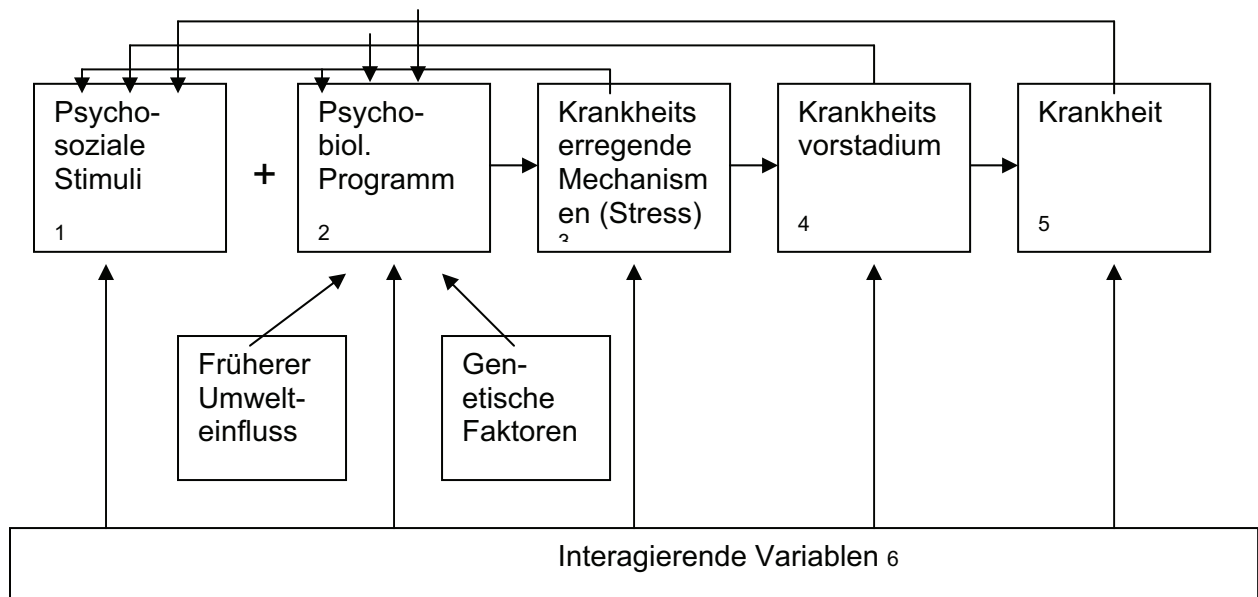 Psycho-
soziale
Stimuli
1
+
Psycho-
biol.
Programm
2
Krankheits
erregende
Mechanism
en (Stress)
3
Krankheits
vorstadium
4
Krankheit
5
Früherer
Umwelt-
einfluss
Gen-
etische
Faktoren
Interagierende Variablen 6